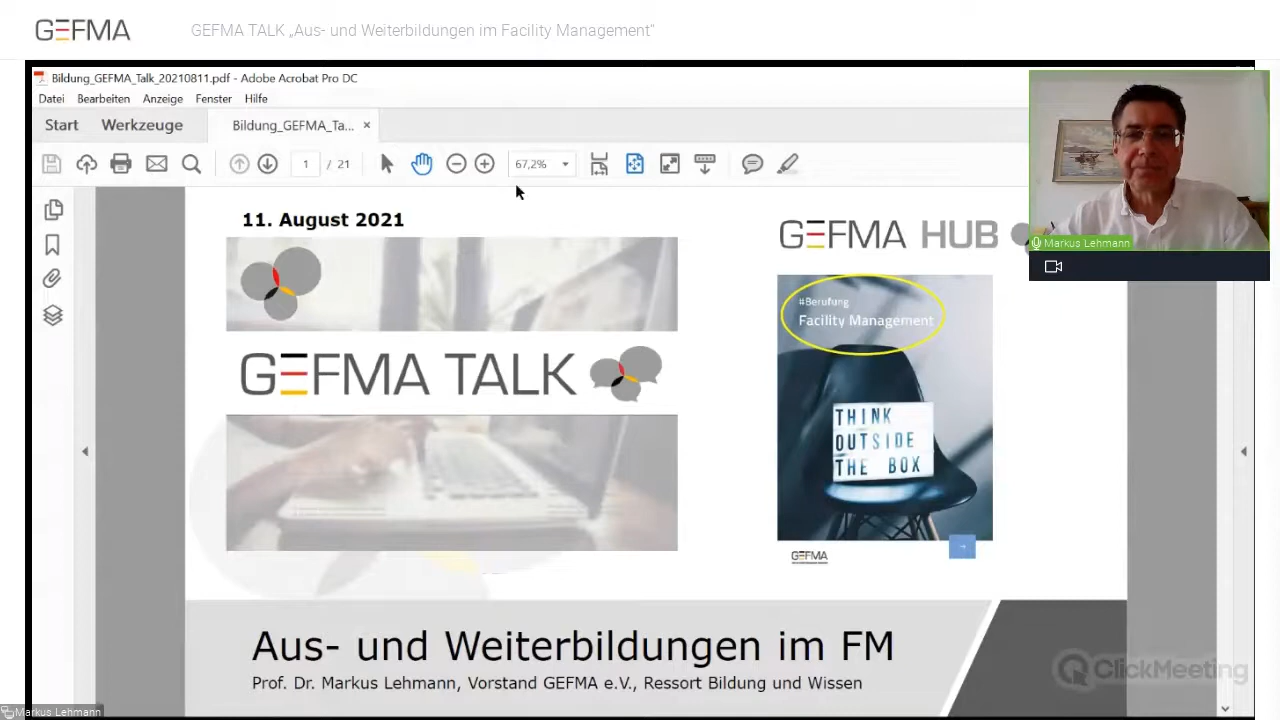 GEFMA
GEFMA TALK „Aus- und Weiterbildungen im Facility Management“
Bildung_GEFMA_Talk_20210811.pdf - Adobe Acrobat Pro DC
Datei Bearbeiten Anzeige Fenster Hilfe
Start Werkzeuge Bildung_GEFMA_Ta... ×
1 / 21 67,2%
11. August 2021
GEFMA HUB
Markus Lehmann
#Berufung
Facility Management
GEFMA TALK
THINK
OUTSIDE
THE BOX
GEFMA
Aus- und Weiterbildungen im FM
Prof. Dr. Markus Lehmann, Vorstand GEFMA e.V., Ressort Bildung und Wissen
ClickMeeting
Markus Lehmann